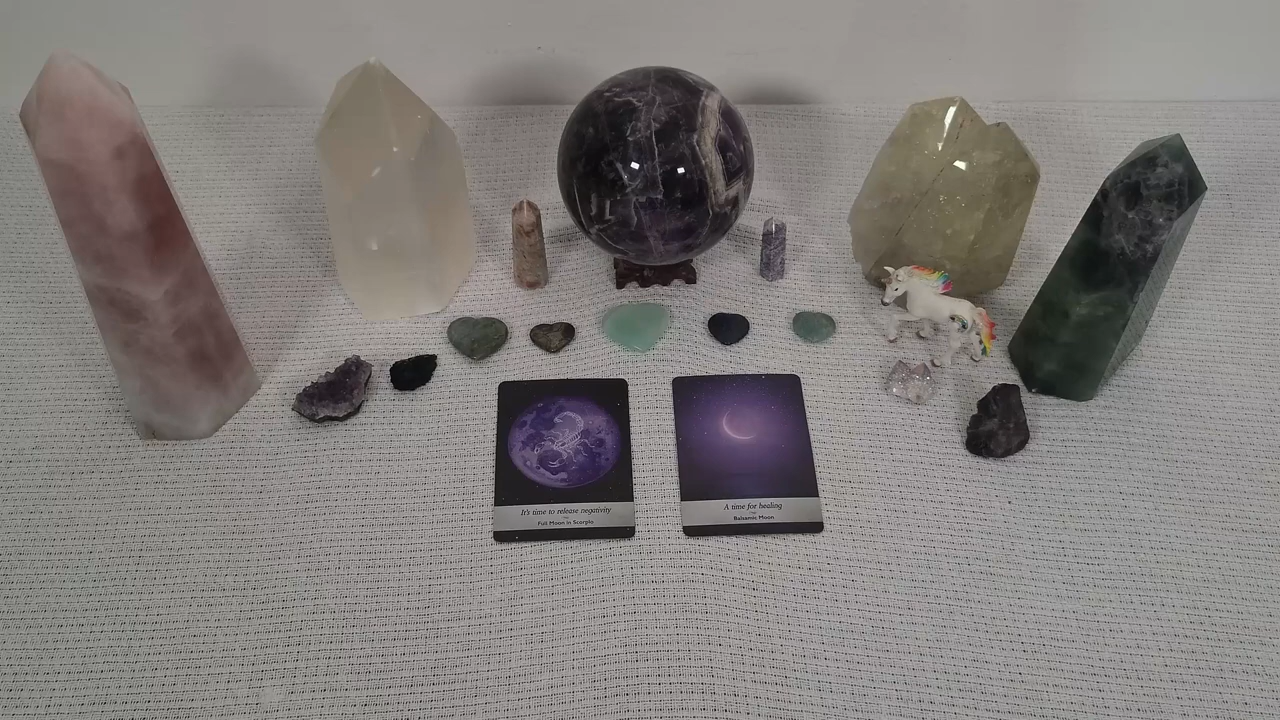 It's time to release negativity
Full Moon in Scorpio
A time for healing
Balsamic Moon